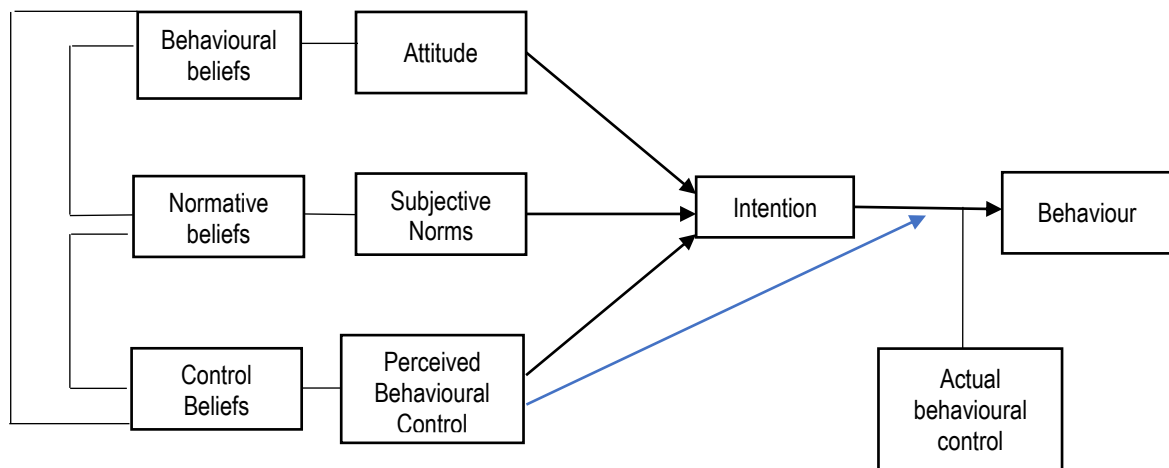 Behavioural
beliefs
Attitude
Normative
beliefs
Subjective
Norms
Intention
Behaviour
Control
Beliefs
Perceived
Behavioural
Control
Actual
behavioural
control